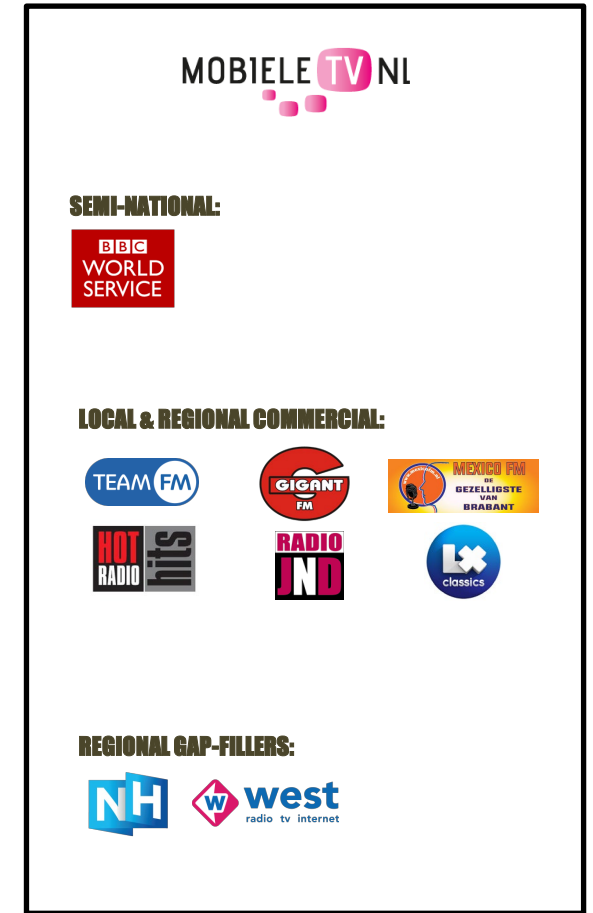 MOBIELE TV NL
SEMI-NATIONAL:
BBC
WORLD
SERVICE
LOCAL & REGIONAL COMMERCIAL:
TEAM FM
GIGANT
FM
MEXICO FM
DE
GEZELLIGSTE
VAN
BRABANT
HOT
RADIO
hits
RADIO
JND
LX
classics
REGIONAL GAP-FILLERS:
NH
W west
radio tv internet